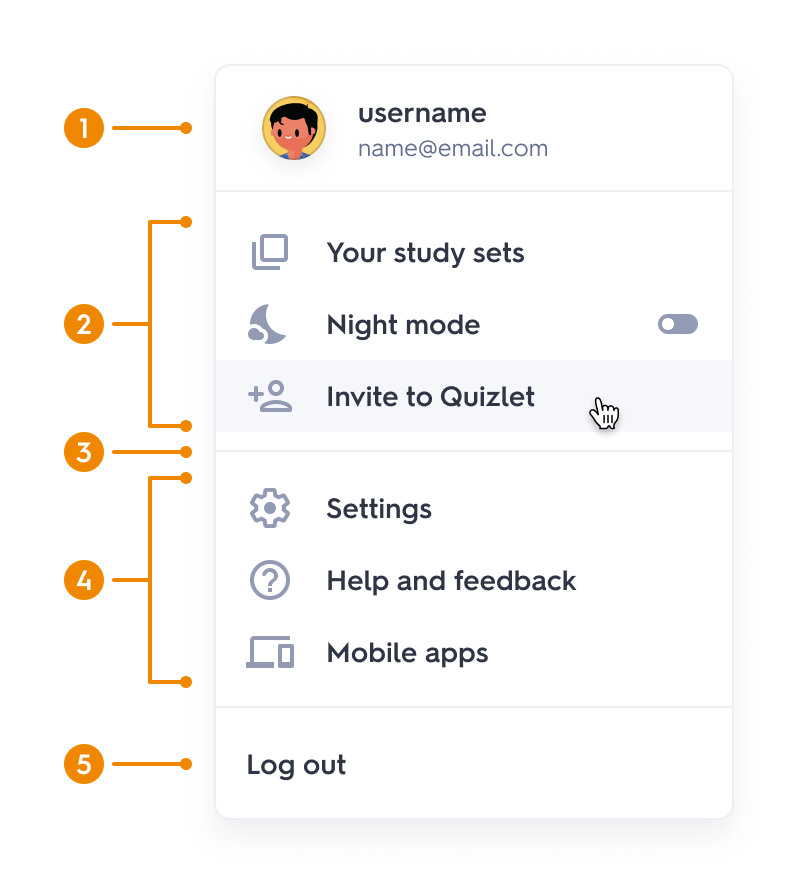 1
username
name@email.com
2
Your study sets
Night mode
Invite to Quizlet
3
4
Settings
Help and feedback
Mobile apps
5
Log out